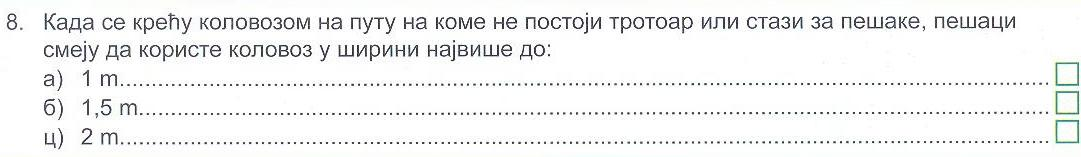 8. Када се крећу коловозом на путу на коме не постоји тротоар или стази за пешаке, пешаци
смеју да користе коловоз у ширини највише до:
а) 1 m.......................................................................................................................................
б) 1,5 m....................................................................................................................................
ц) 2 m.......................................................................................................................................